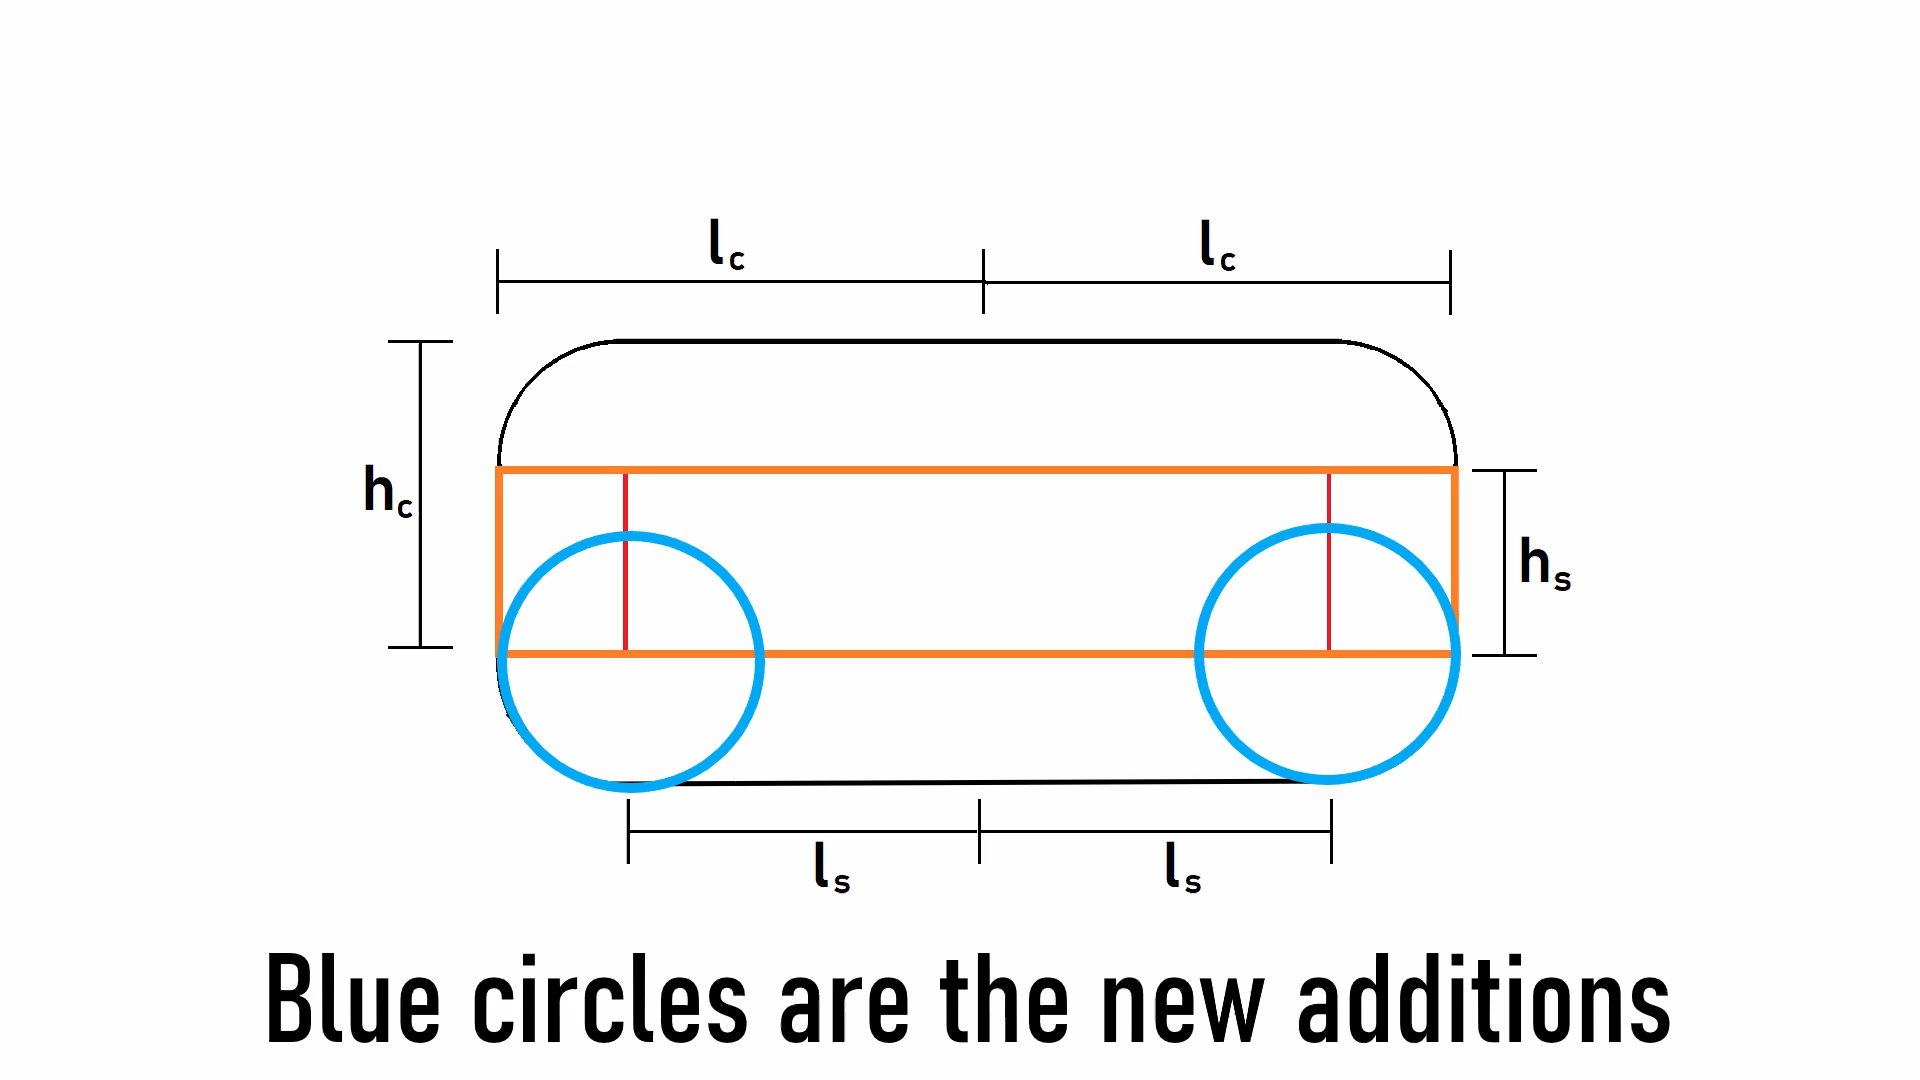 lc lc
hc
hs
ls ls
Blue circles are the new additions